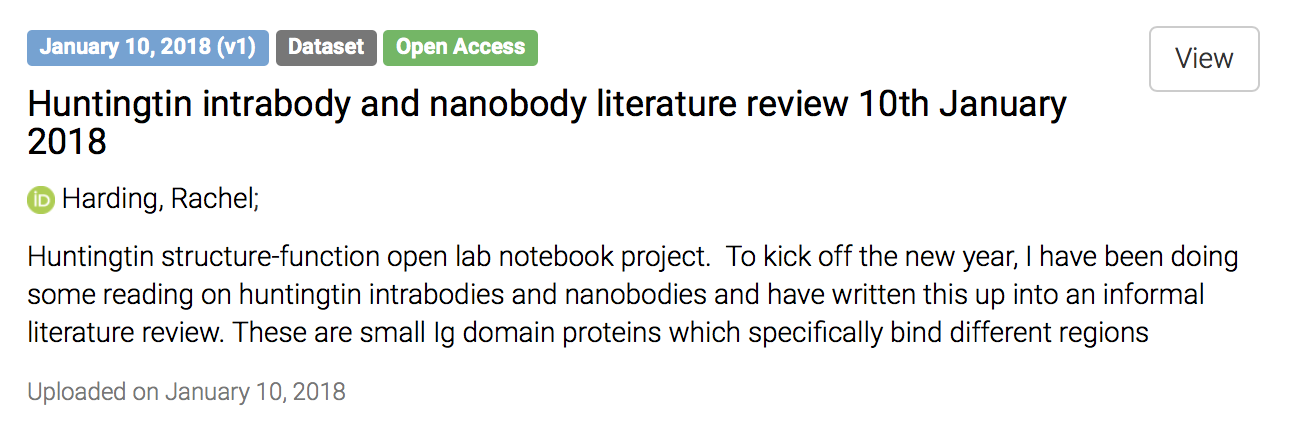 January 10, 2018 (v1) Dataset Open Access
View
Huntingtin intrabody and nanobody literature review 10th January
2018
iD Harding, Rachel;
Huntingtin structure-function open lab notebook project.  To kick off the new year, I have been doing
some reading on huntingtin intrabodies and nanobodies and have written this up into an informal
literature review. These are small Ig domain proteins which specifically bind different regions
Uploaded on January 10, 2018